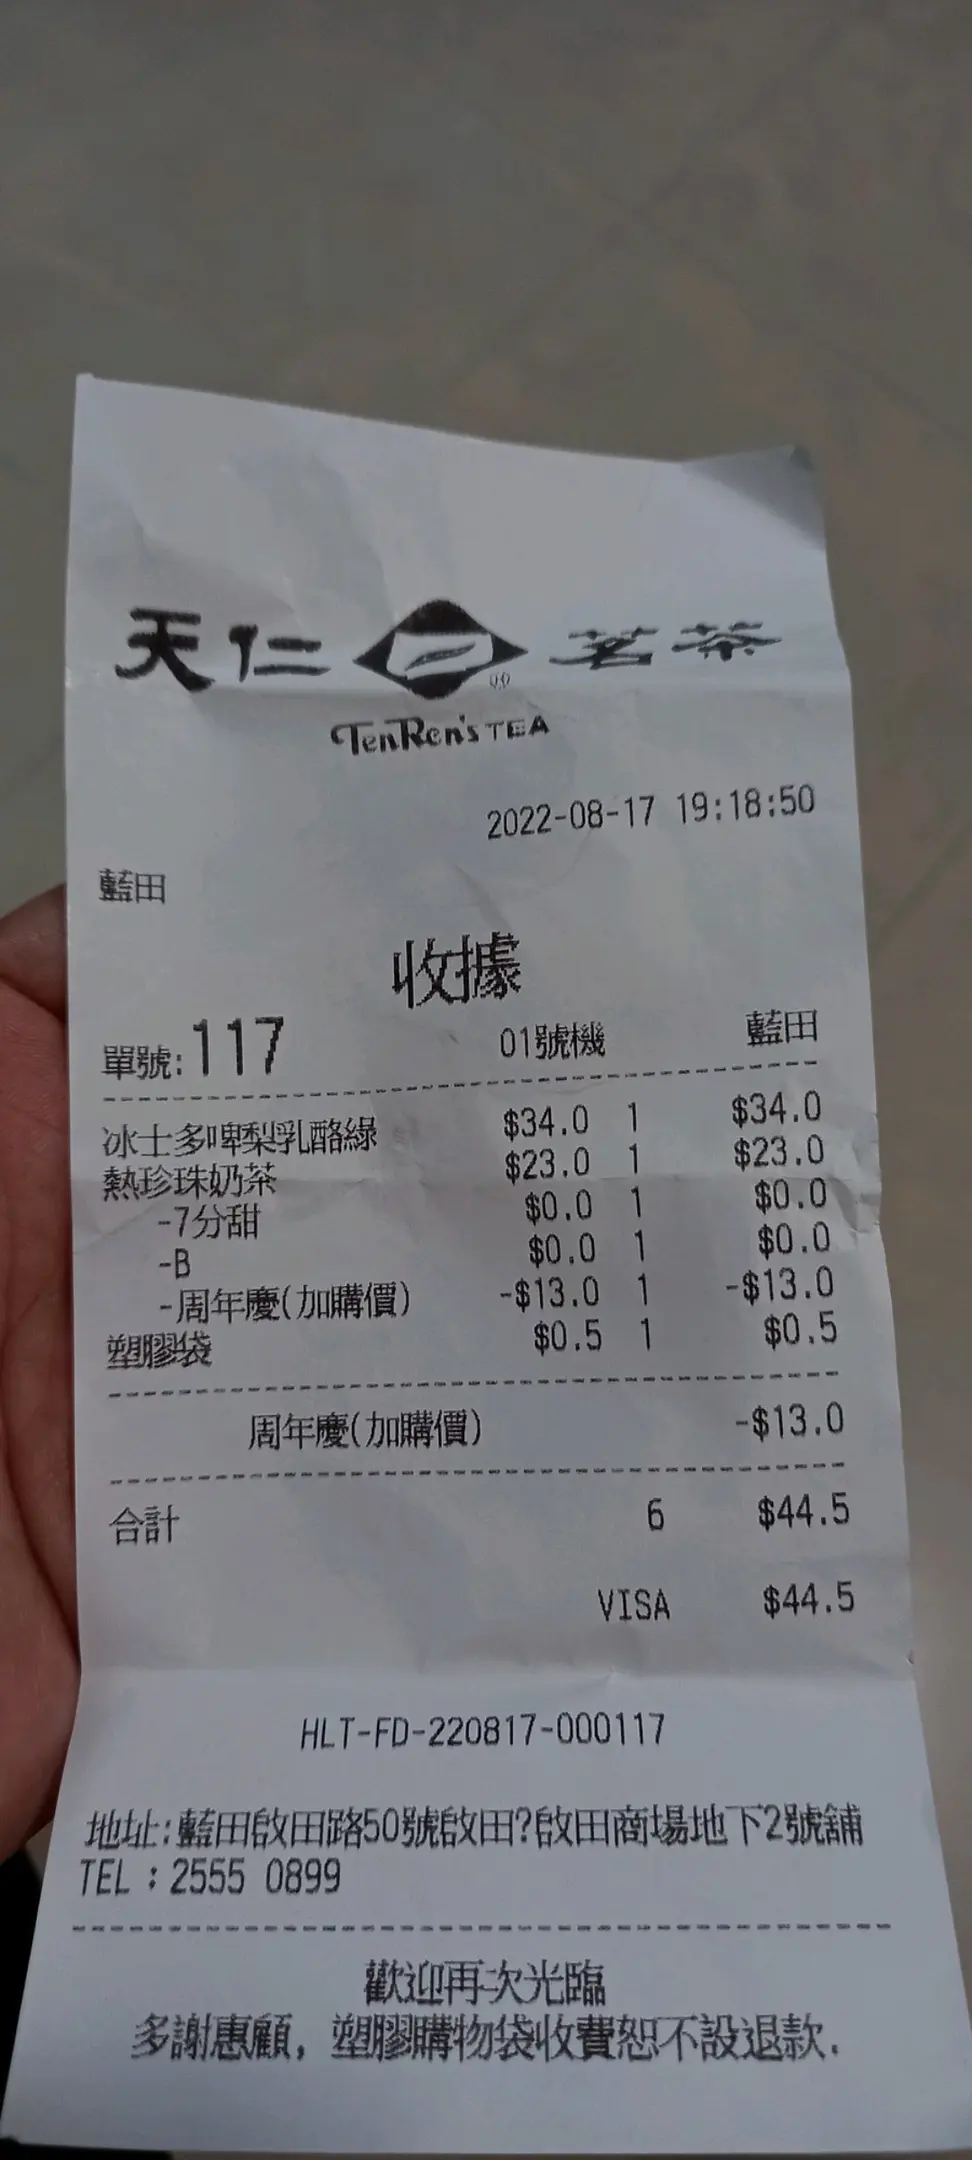 天仁 茗茶
TenRen's TEA
2022-08-17 19:18:50
藍田
收據
單號:117 01號機 藍田
冰士多啤梨乳酪綠 $34.0 1 $34.0
熱珍珠奶茶 $23.0 1 $23.0
-7分甜 $0.0 1 $0.0
-B $0.0 1 $0.0
-周年慶(加購價) -$13.0 1 -$13.0
塑膠袋 $0.5 1 $0.5
周年慶(加購價) -$13.0
合計 6 $44.5
VISA $44.5
HLT-FD-220817-000117
地址:藍田啟田路50號啟田?啟田商場地下2號舖
TEL：2555 0899
歡迎再次光臨
多謝惠顧, 塑膠購物袋收費恕不設退款.